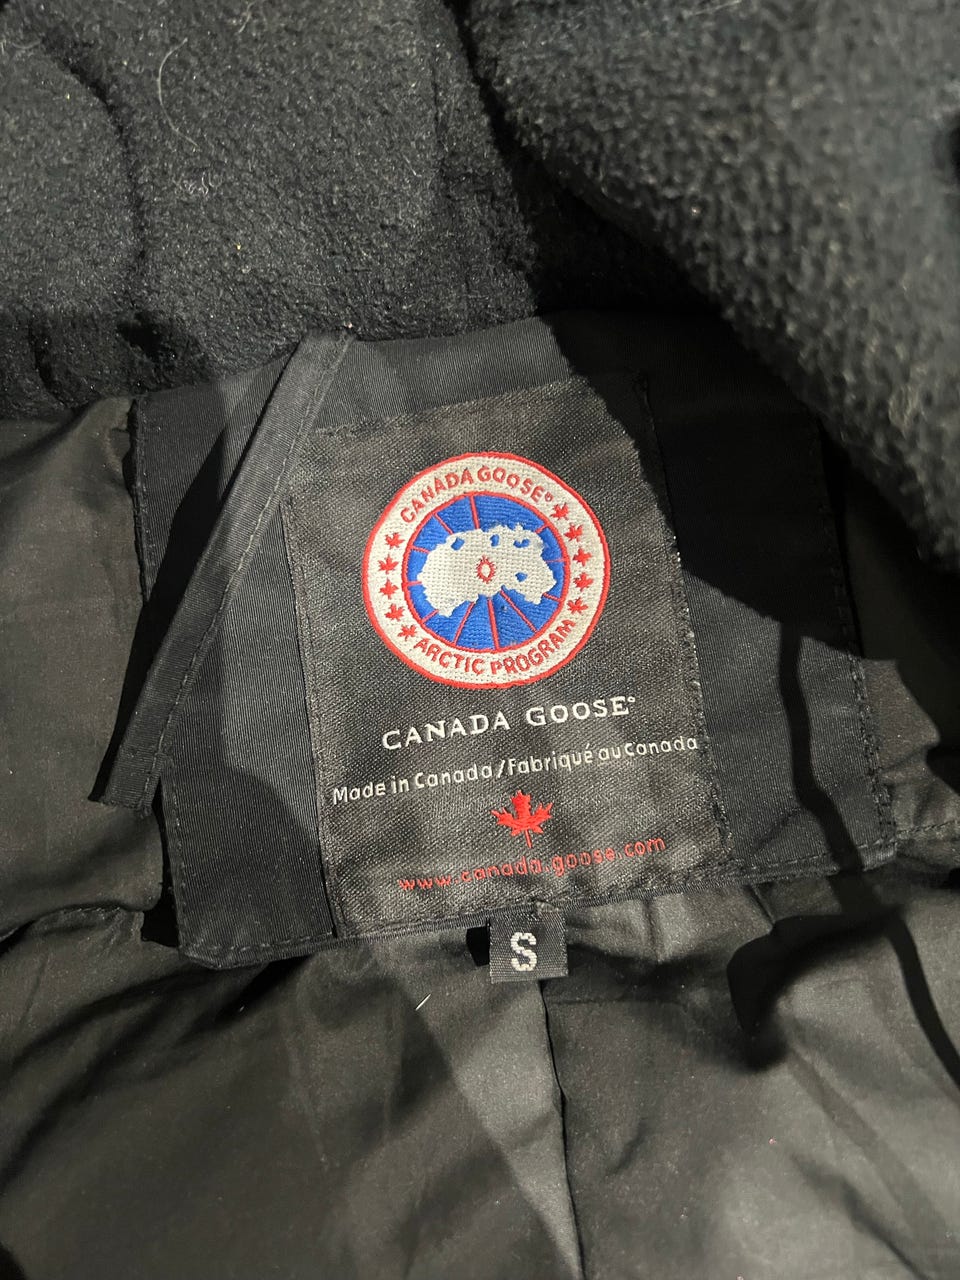 CANADA GOOSE®
ARCTIC PROGRAM
CANADA GOOSE®
Made in Canada/Fabriqué au Canada
www.canada.goose.com
S